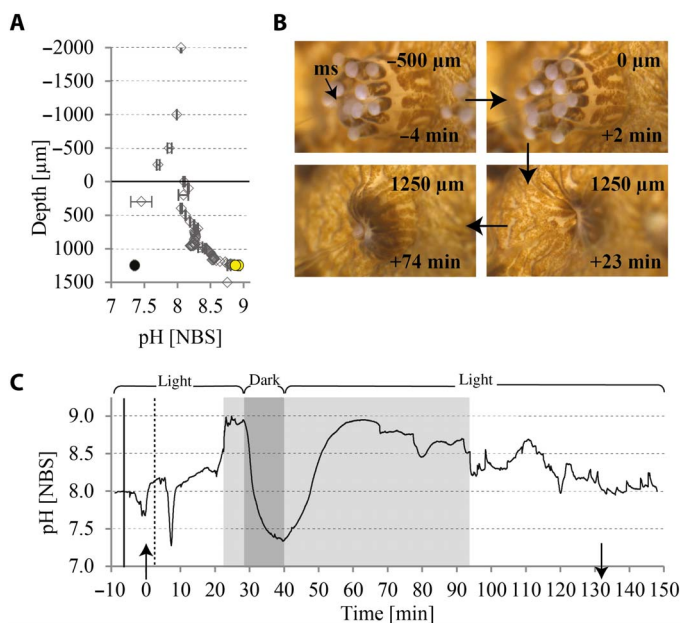 A
−2000
−1000
−500
0
500
1000
1500
Depth [µm]
7 7.5 8 8.5 9
pH [NBS]
B
ms
−500 µm
−4 min
0 µm
+2 min
1250 µm
+74 min
1250 µm
+23 min
C
Light Dark Light
9.0
8.5
8.0
7.5
7.0
pH [NBS]
−10 0 10 20 30 40 50 60 70 80 90 100 110 120 130 140 150
Time [min]